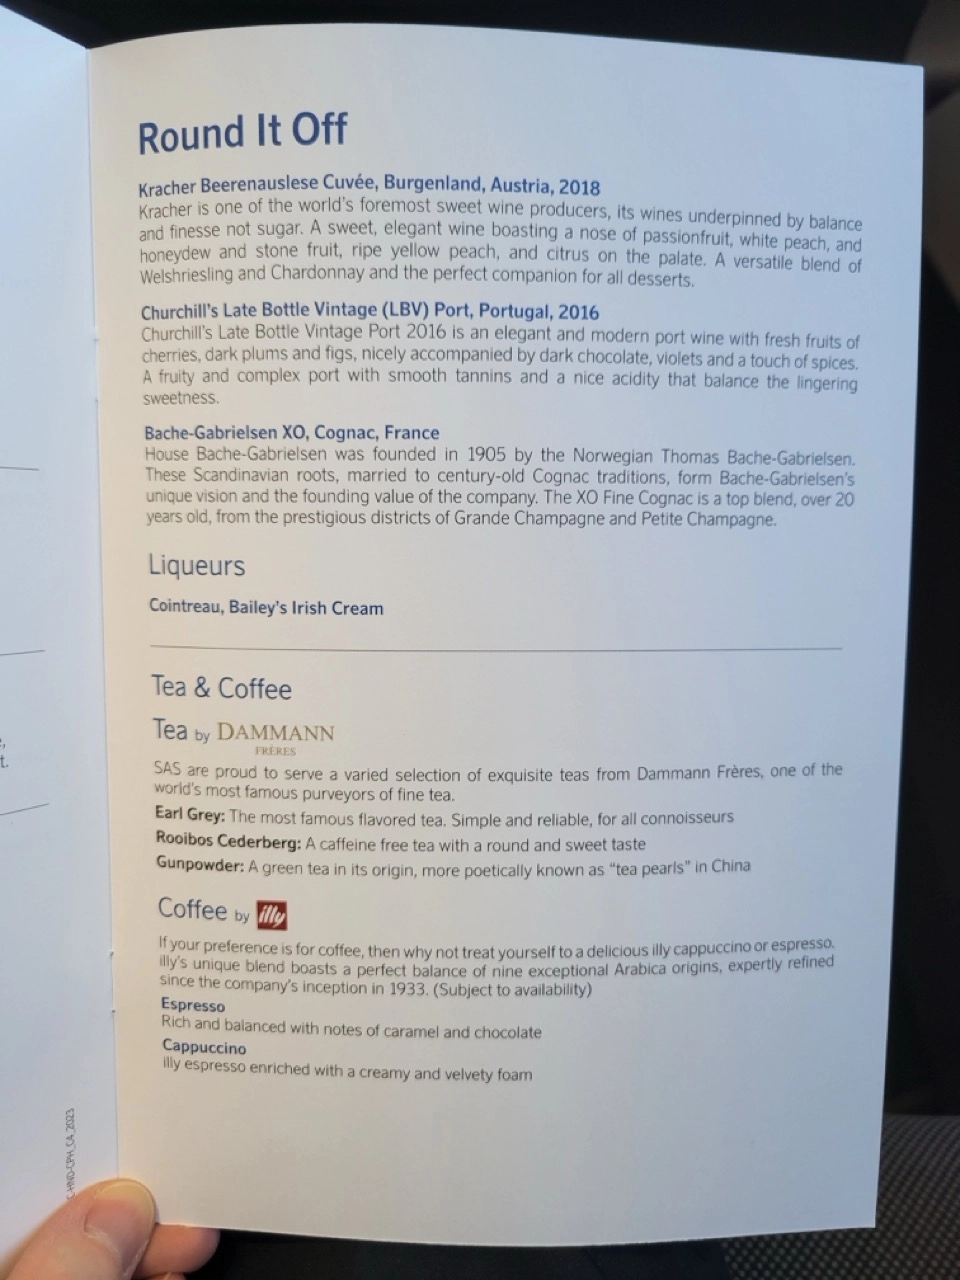 Round It Off
Kracher Beerenauslese Cuvée, Burgenland, Austria, 2018
Kracher is one of the world's foremost sweet wine producers, its wines underpinned by balance
and finesse not sugar. A sweet, elegant wine boasting a nose of passionfruit, white peach, and
honeydew and stone fruit, ripe yellow peach, and citrus on the palate. A versatile blend of
Welshriesling and Chardonnay and the perfect companion for all desserts.
Churchill's Late Bottle Vintage (LBV) Port, Portugal, 2016
Churchill's Late Bottle Vintage Port 2016 is an elegant and modern port wine with fresh fruits of
cherries, dark plums and figs, nicely accompanied by dark chocolate, violets and a touch of spices.
A fruity and complex port with smooth tannins and a nice acidity that balance the lingering
sweetness.
Bache-Gabrielsen XO, Cognac, France
House Bache-Gabrielsen was founded in 1905 by the Norwegian Thomas Bache-Gabrielsen.
These Scandinavian roots, married to century-old Cognac traditions, form Bache-Gabrielsen's
unique vision and the founding value of the company. The XO Fine Cognac is a top blend, over 20
years old, from the prestigious districts of Grande Champagne and Petite Champagne.
Liqueurs
Cointreau, Bailey's Irish Cream
Tea & Coffee
Tea by DAMMANN
FRÈRES
SAS are proud to serve a varied selection of exquisite teas from Dammann Frères, one of the
world's most famous purveyors of fine tea.
Earl Grey: The most famous flavored tea. Simple and reliable, for all connoisseurs
Rooibos Cederberg: A caffeine free tea with a round and sweet taste
Gunpowder: A green tea in its origin, more poetically known as "tea pearls" in China
Coffee by illy
If your preference is for coffee, then why not treat yourself to a delicious illy cappuccino or espresso.
illy's unique blend boasts a perfect balance of nine exceptional Arabica origins, expertly refined
since the company's inception in 1933. (Subject to availability)
Espresso
Rich and balanced with notes of caramel and chocolate
Cappuccino
illy espresso enriched with a creamy and velvety foam
C-HND-CPH_C4_2023